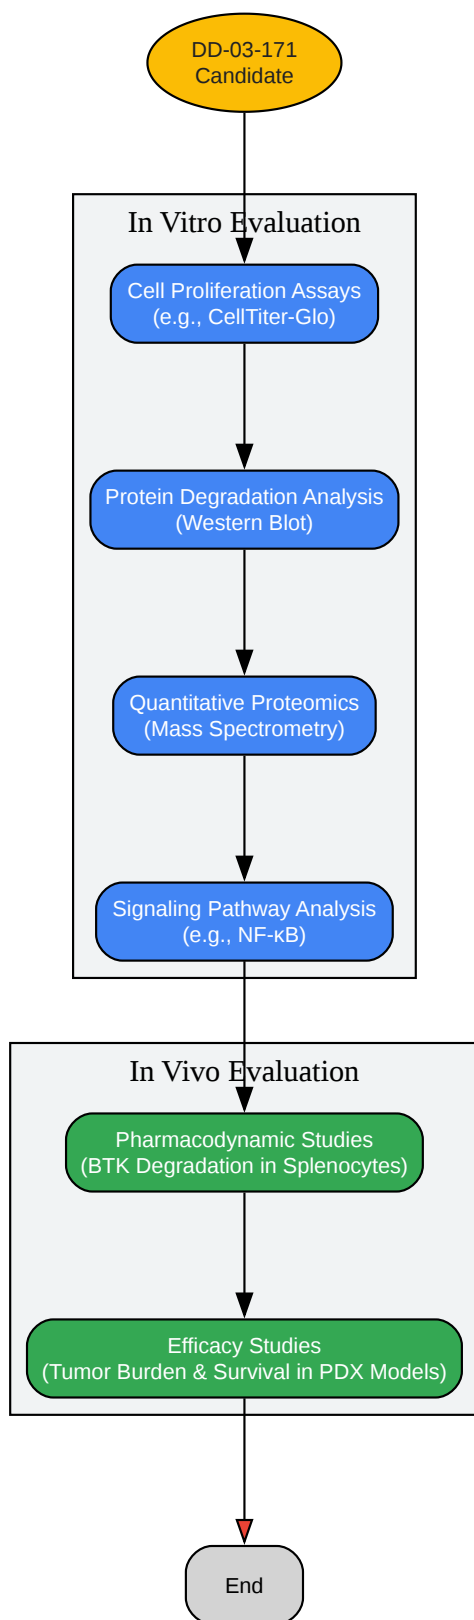 DD-03-171
Candidate
In Vitro Evaluation
Cell Proliferation Assays
(e.g., CellTiter-Glo)
Protein Degradation Analysis
(Western Blot)
Quantitative Proteomics
(Mass Spectrometry)
Signaling Pathway Analysis
(e.g., NF-κB)
In Vivo Evaluation
Pharmacodynamic Studies
(BTK Degradation in Splenocytes)
Efficacy Studies
(Tumor Burden & Survival in PDX Models)
End